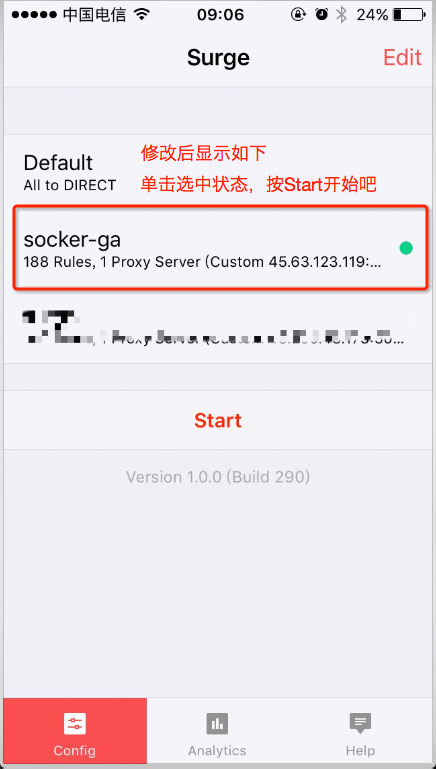 中国电信 09:06 24%
Surge Edit
Default
All to DIRECT
修改后显示如下
单击选中状态，按Start开始吧
socker-ga
188 Rules, 1 Proxy Server (Custom 45.63.123.119:...
Start
Version 1.0.0 (Build 290)
Config Analytics Help